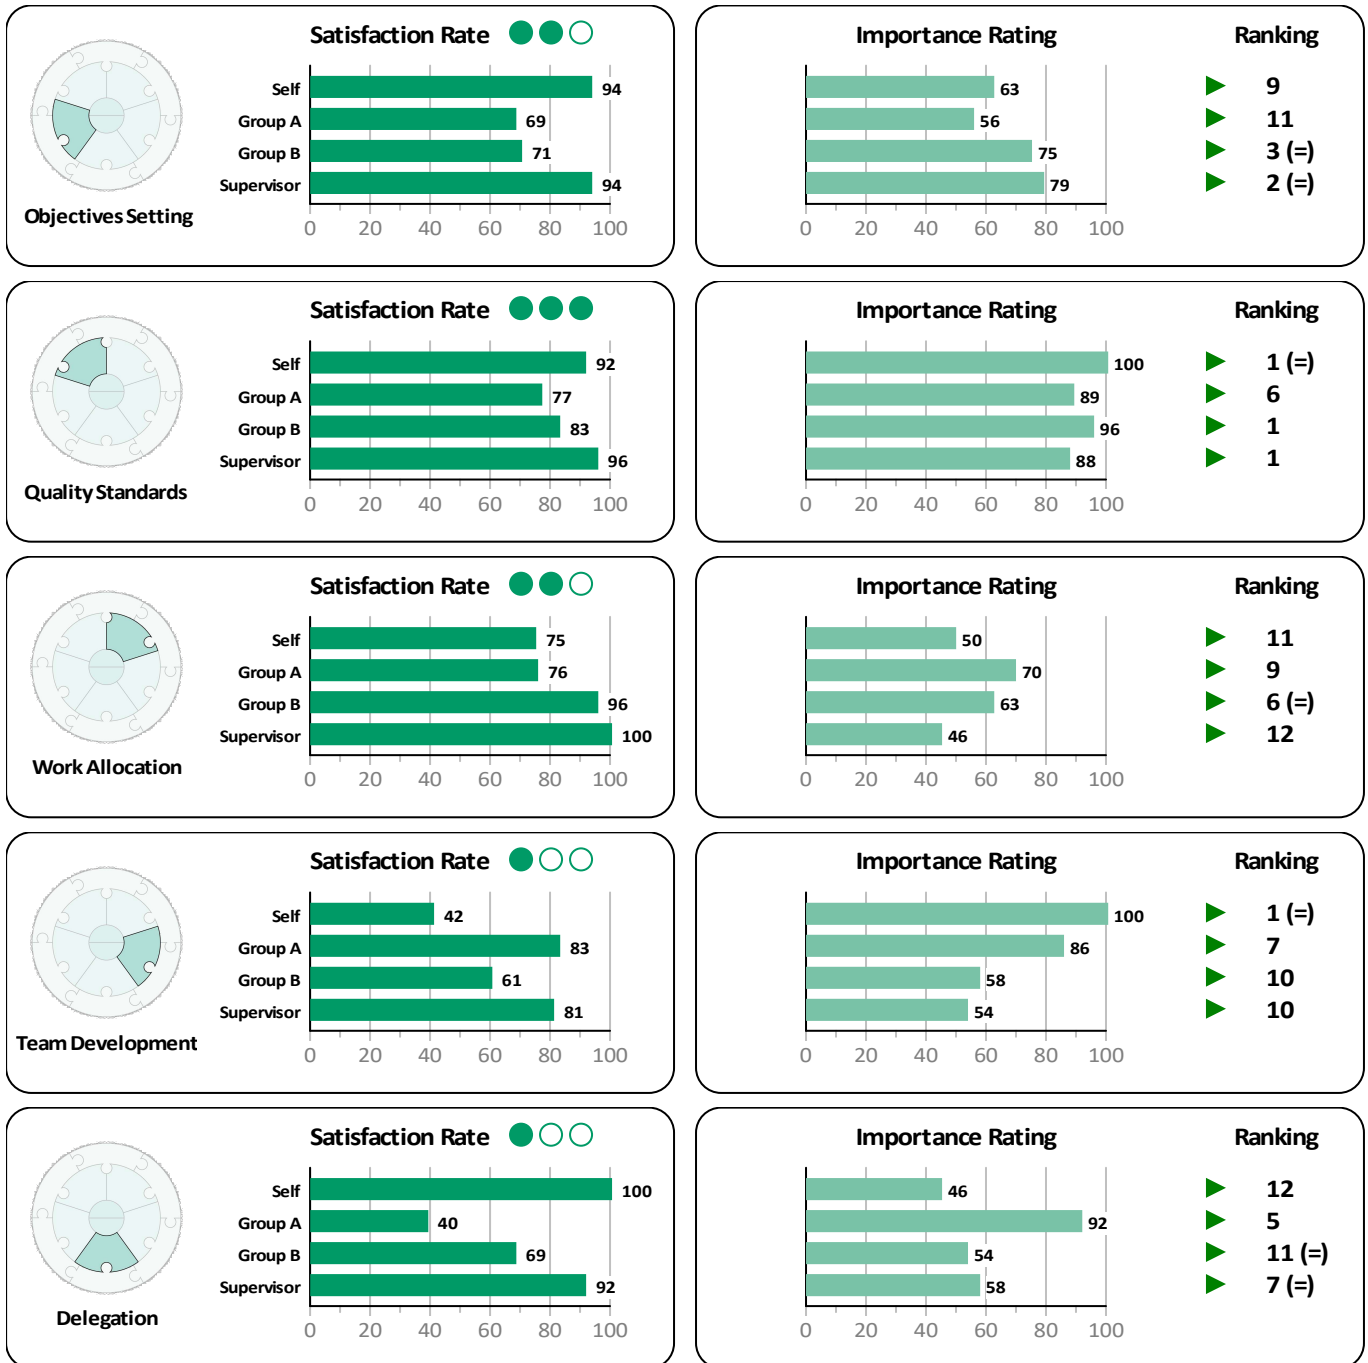 Satisfaction Rate
Self 94
Group A 69
Group B 71
Supervisor 94
0 20 40 60 80 100
Objectives Setting
Importance Rating Ranking
63 9
56 11
75 3 (=)
79 2 (=)
0 20 40 60 80 100
Satisfaction Rate
Self 92
Group A 77
Group B 83
Supervisor 96
0 20 40 60 80 100
Quality Standards
Importance Rating Ranking
100 1 (=)
89 6
96 1
88 1
0 20 40 60 80 100
Satisfaction Rate
Self 75
Group A 76
Group B 96
Supervisor 100
0 20 40 60 80 100
Work Allocation
Importance Rating Ranking
50 11
70 9
63 6 (=)
46 12
0 20 40 60 80 100
Satisfaction Rate
Self 42
Group A 83
Group B 61
Supervisor 81
0 20 40 60 80 100
Team Development
Importance Rating Ranking
100 1 (=)
86 7
58 10
54 10
0 20 40 60 80 100
Satisfaction Rate
Self 100
Group A 40
Group B 69
Supervisor 92
0 20 40 60 80 100
Delegation
Importance Rating Ranking
46 12
92 5
54 11 (=)
58 7 (=)
0 20 40 60 80 100